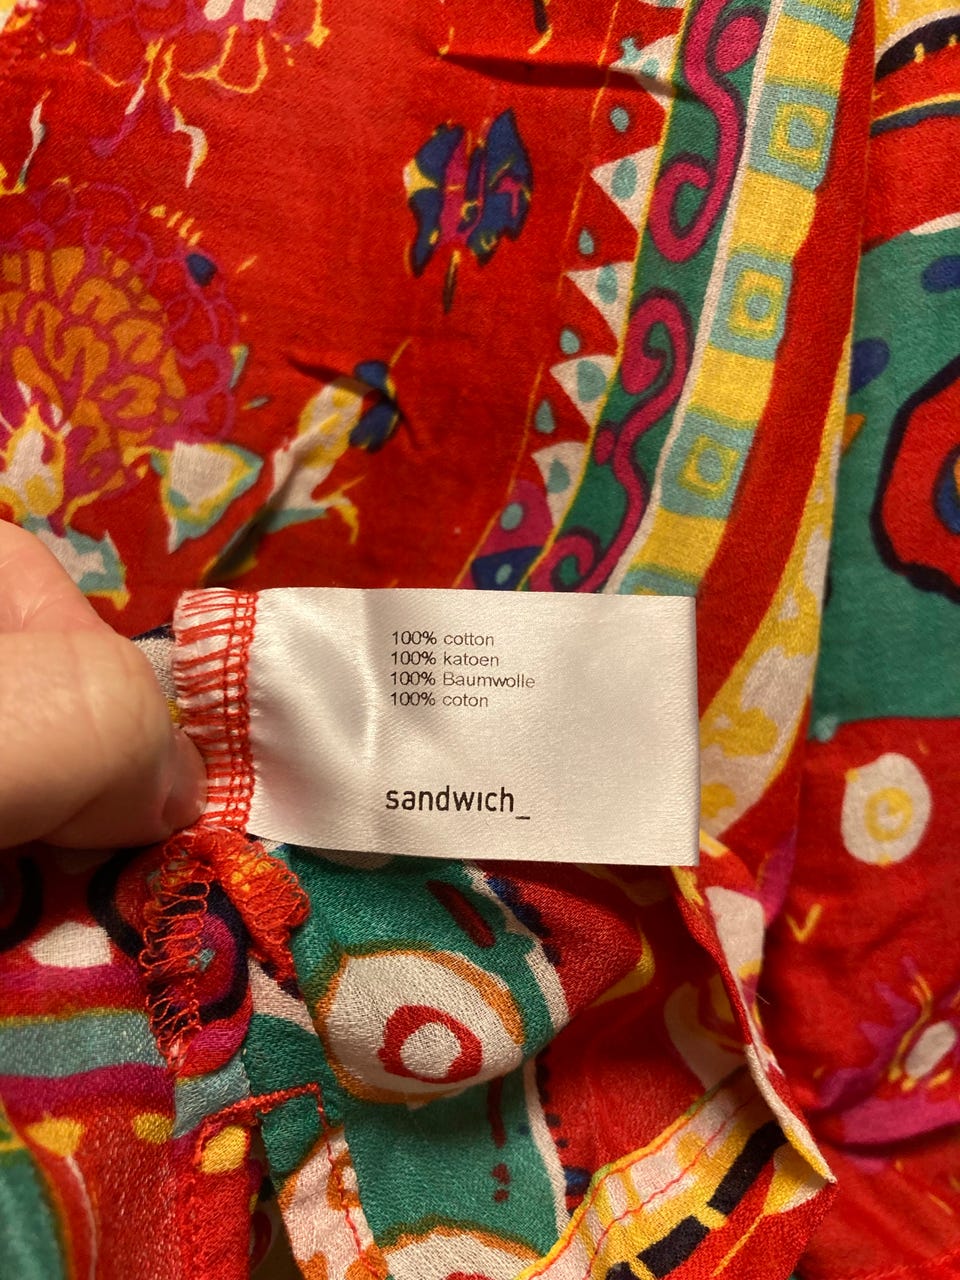 100% cotton
100% katoen
100% Baumwolle
100% coton
sandwich_